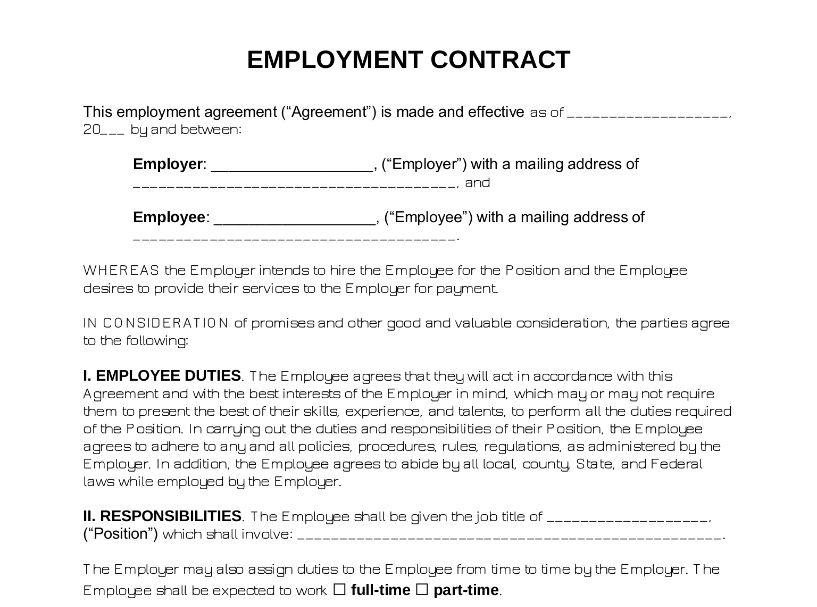 EMPLOYMENT CONTRACT
This employment agreement (“Agreement”) is made and effective as of ___________________,
20___ by and between:
Employer: ___________________, (“Employer”) with a mailing address of
______________________________________, and
Employee: ___________________, (“Employee”) with a mailing address of
______________________________________.
WHEREAS the Employer intends to hire the Employee for the Position and the Employee
desires to provide their services to the Employer for payment.
IN CONSIDERATION of promises and other good and valuable consideration, the parties agree
to the following:
I. EMPLOYEE DUTIES. The Employee agrees that they will act in accordance with this
Agreement and with the best interests of the Employer in mind, which may or may not require
them to present the best of their skills, experience, and talents, to perform all the duties required
of the Position. In carrying out the duties and responsibilities of their Position, the Employee
agrees to adhere to any and all policies, procedures, rules, regulations, as administered by the
Employer. In addition, the Employee agrees to abide by all local, county, State, and Federal
laws while employed by the Employer.
II. RESPONSIBILITIES. The Employee shall be given the job title of ___________________,
(“Position”) which shall involve: __________________________________________________.
The Employer may also assign duties to the Employee from time to time by the Employer. The
Employee shall be expected to work ☐ full-time ☐ part-time.